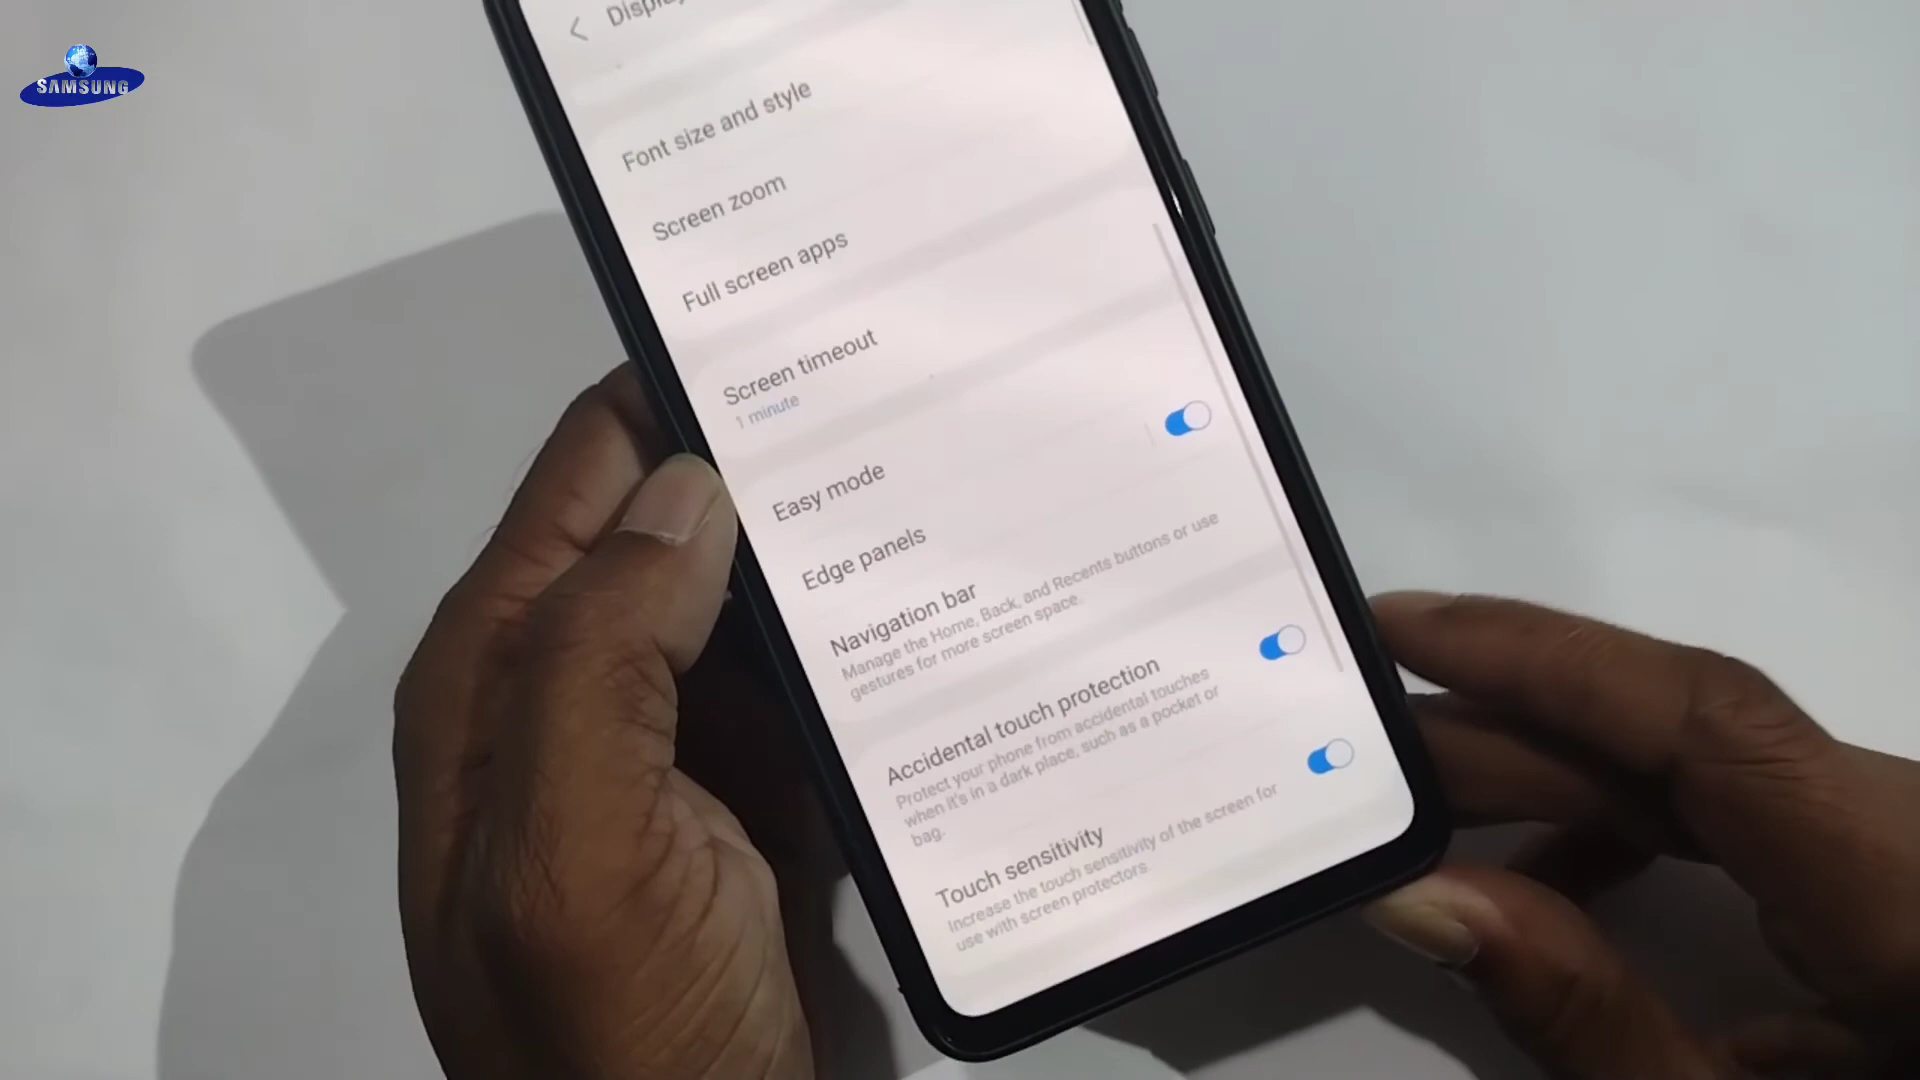 SAMSUNG
Display
Font size and style
Screen zoom
Full screen apps
Screen timeout
1 minute
Easy mode
Edge panels
Navigation bar
Manage the Home, Back, and Recents buttons or use
gestures for more screen space.
Accidental touch protection
Protect your phone from accidental touches
when it's in a dark place, such as a pocket or
bag.
Touch sensitivity
Increase the touch sensitivity of the screen for
use with screen protectors.